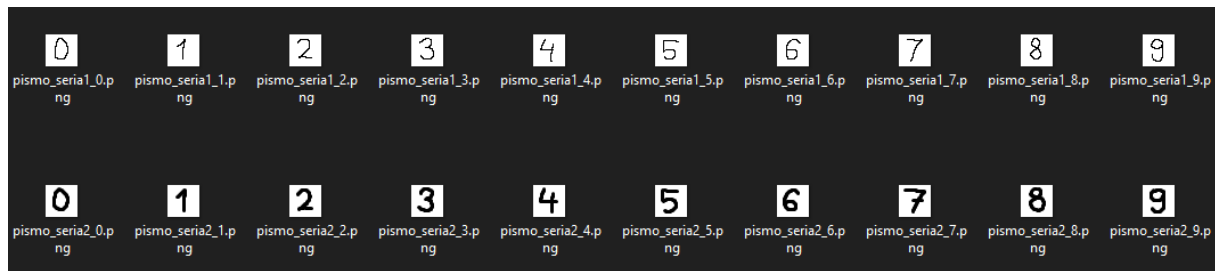 0 1 2 3 4 5 6 7 8 9
pismo_seria1_0.p pismo_seria1_1.p pismo_seria1_2.p pismo_seria1_3.p pismo_seria1_4.p pismo_seria1_5.p pismo_seria1_6.p pismo_seria1_7.p pismo_seria1_8.p pismo_seria1_9.p
ng ng ng ng ng ng ng ng ng ng
0 1 2 3 4 5 6 7 8 9
pismo_seria2_0.p pismo_seria2_1.p pismo_seria2_2.p pismo_seria2_3.p pismo_seria2_4.p pismo_seria2_5.p pismo_seria2_6.p pismo_seria2_7.p pismo_seria2_8.p pismo_seria2_9.p
ng ng ng ng ng ng ng ng ng ng